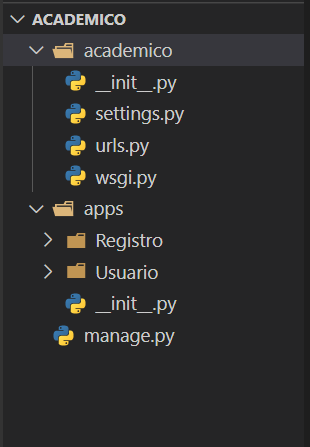 ACADEMICO
academico
__init__.py
settings.py
urls.py
wsgi.py
apps
Registro
Usuario
__init__.py
manage.py